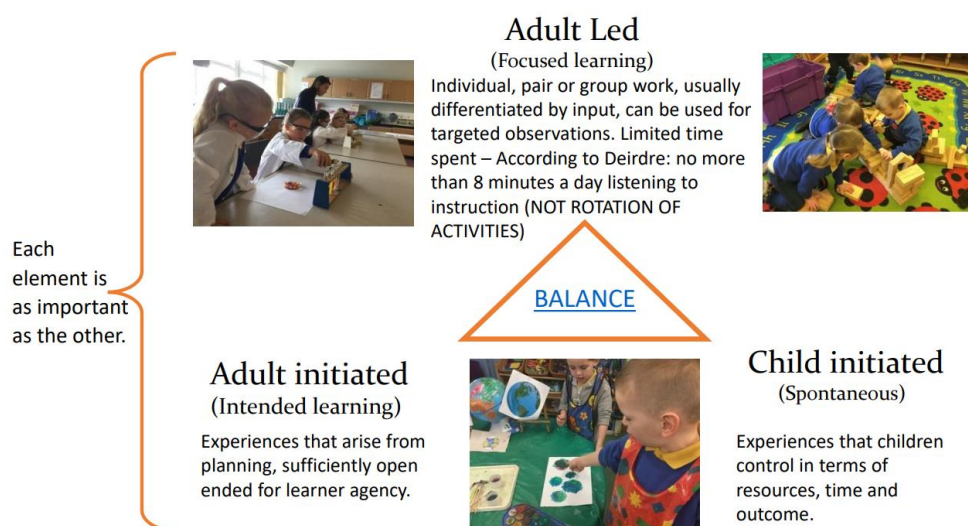 Adult Led
(Focused learning)
Individual, pair or group work, usually
differentiated by input, can be used for
targeted observations. Limited time
spent – According to Deirdre: no more
than 8 minutes a day listening to
instruction (NOT ROTATION OF
ACTIVITIES)
Each
element is
as important
as the other.
BALANCE
Adult initiated
(Intended learning)
Experiences that arise from
planning, sufficiently open
ended for learner agency.
Child initiated
(Spontaneous)
Experiences that children
control in terms of
resources, time and
outcome.